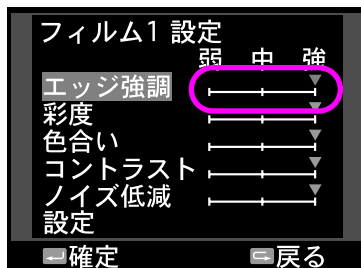 フィルム1 設定
弱 中 強
エッジ強調
彩度
色合い
コントラスト
ノイズ低減
設定
確定 戻る